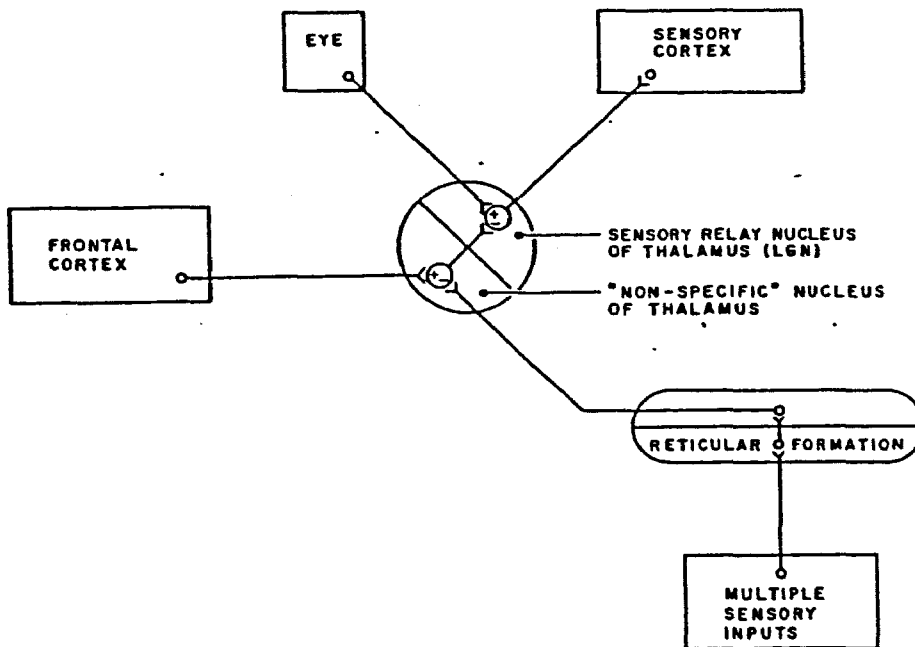 EYE
SENSORY
CORTEX
FRONTAL
CORTEX
+
-
+-
SENSORY RELAY NUCLEUS
OF THALAMUS (LGN)
"NON-SPECIFIC" NUCLEUS
OF THALAMUS
RETICULAR FORMATION
MULTIPLE
SENSORY
INPUTS